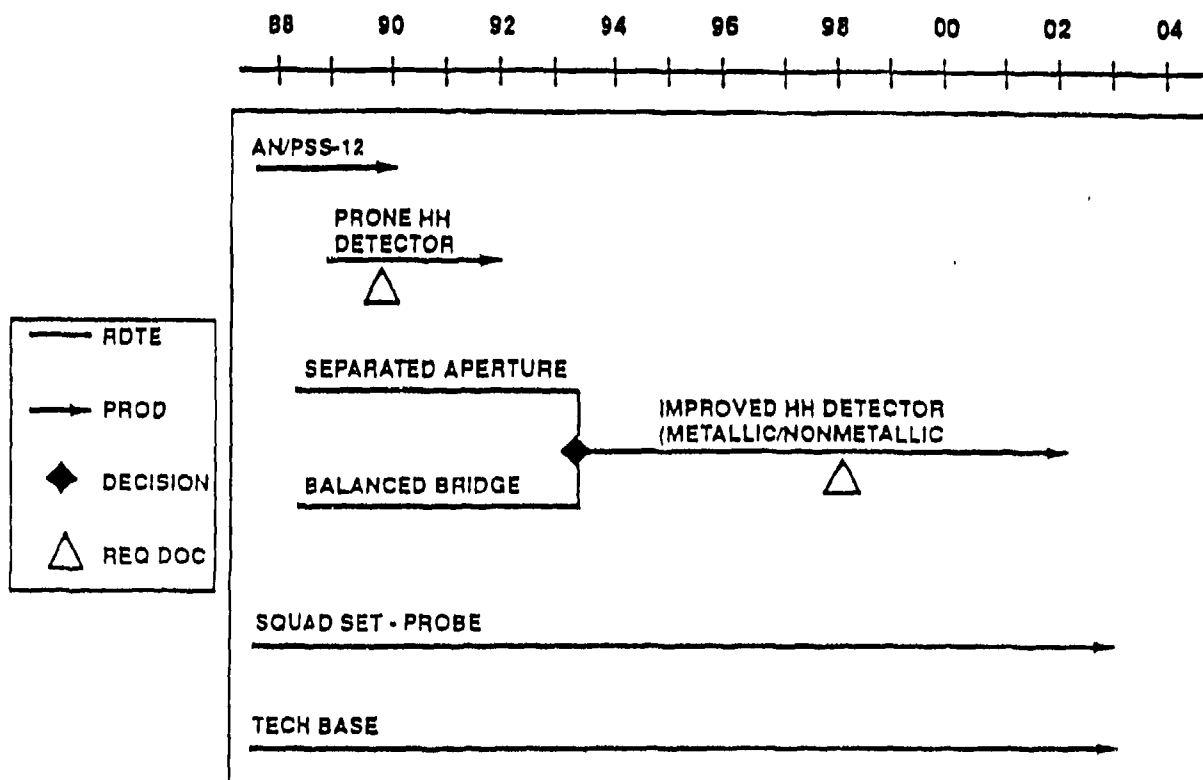 88 90 92 94 96 98 00 02 04
AN/PSS-12
PRONE HH
DETECTOR
RDTE
PROD
DECISION
REQ DOC
SEPARATED APERTURE
IMPROVED HH DETECTOR
(METALLIC/NONMETALLIC
BALANCED BRIDGE
SQUAD SET - PROBE
TECH BASE